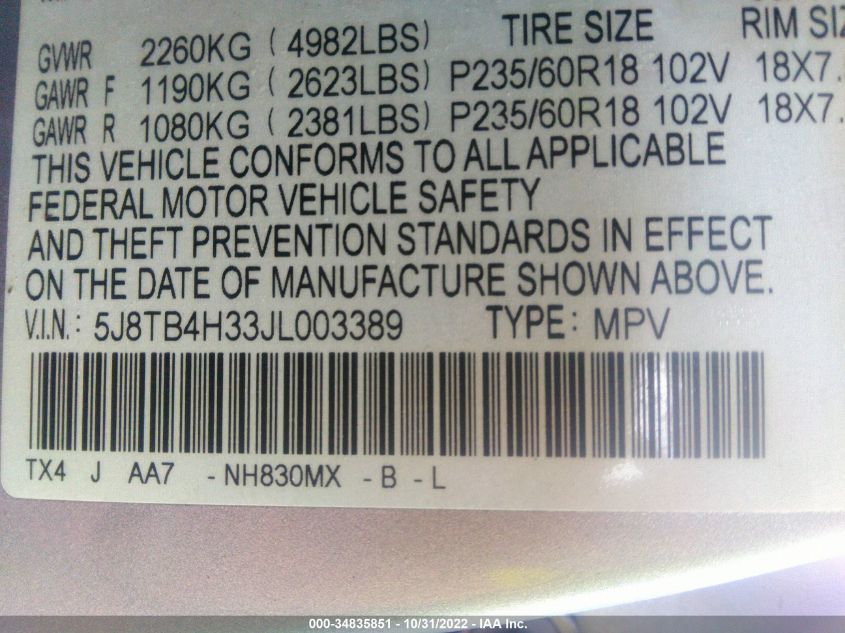 GVWR 2260KG ( 4982LBS) TIRE SIZE RIM
GAWR F 1190KG ( 2623LBS) P235/60R18 102V 18X7.
GAWR R 1080KG ( 2381LBS) P235/60R18 102V 18X7.
THIS VEHICLE CONFORMS TO ALL APPLICABLE
FEDERAL MOTOR VEHICLE SAFETY
AND THEFT PREVENTION STANDARDS IN EFFECT
ON THE DATE OF MANUFACTURE SHOWN ABOVE.
V.I.N.: 5J8TB4H33JL003389 TYPE: MPV
TX4 J AA7 -NH830MX -B -L
000-34835851 - 10/31/2022 - IAA Inc.